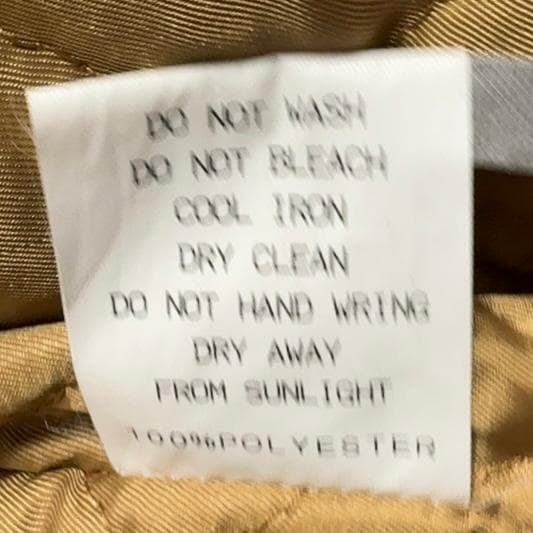 DO NOT WASH
DO NOT BLEACH
COOL IRON
DRY CLEAN
DO NOT HAND WRING
DRY AWAY
FROM SUNLIGHT
100%POLYESTER